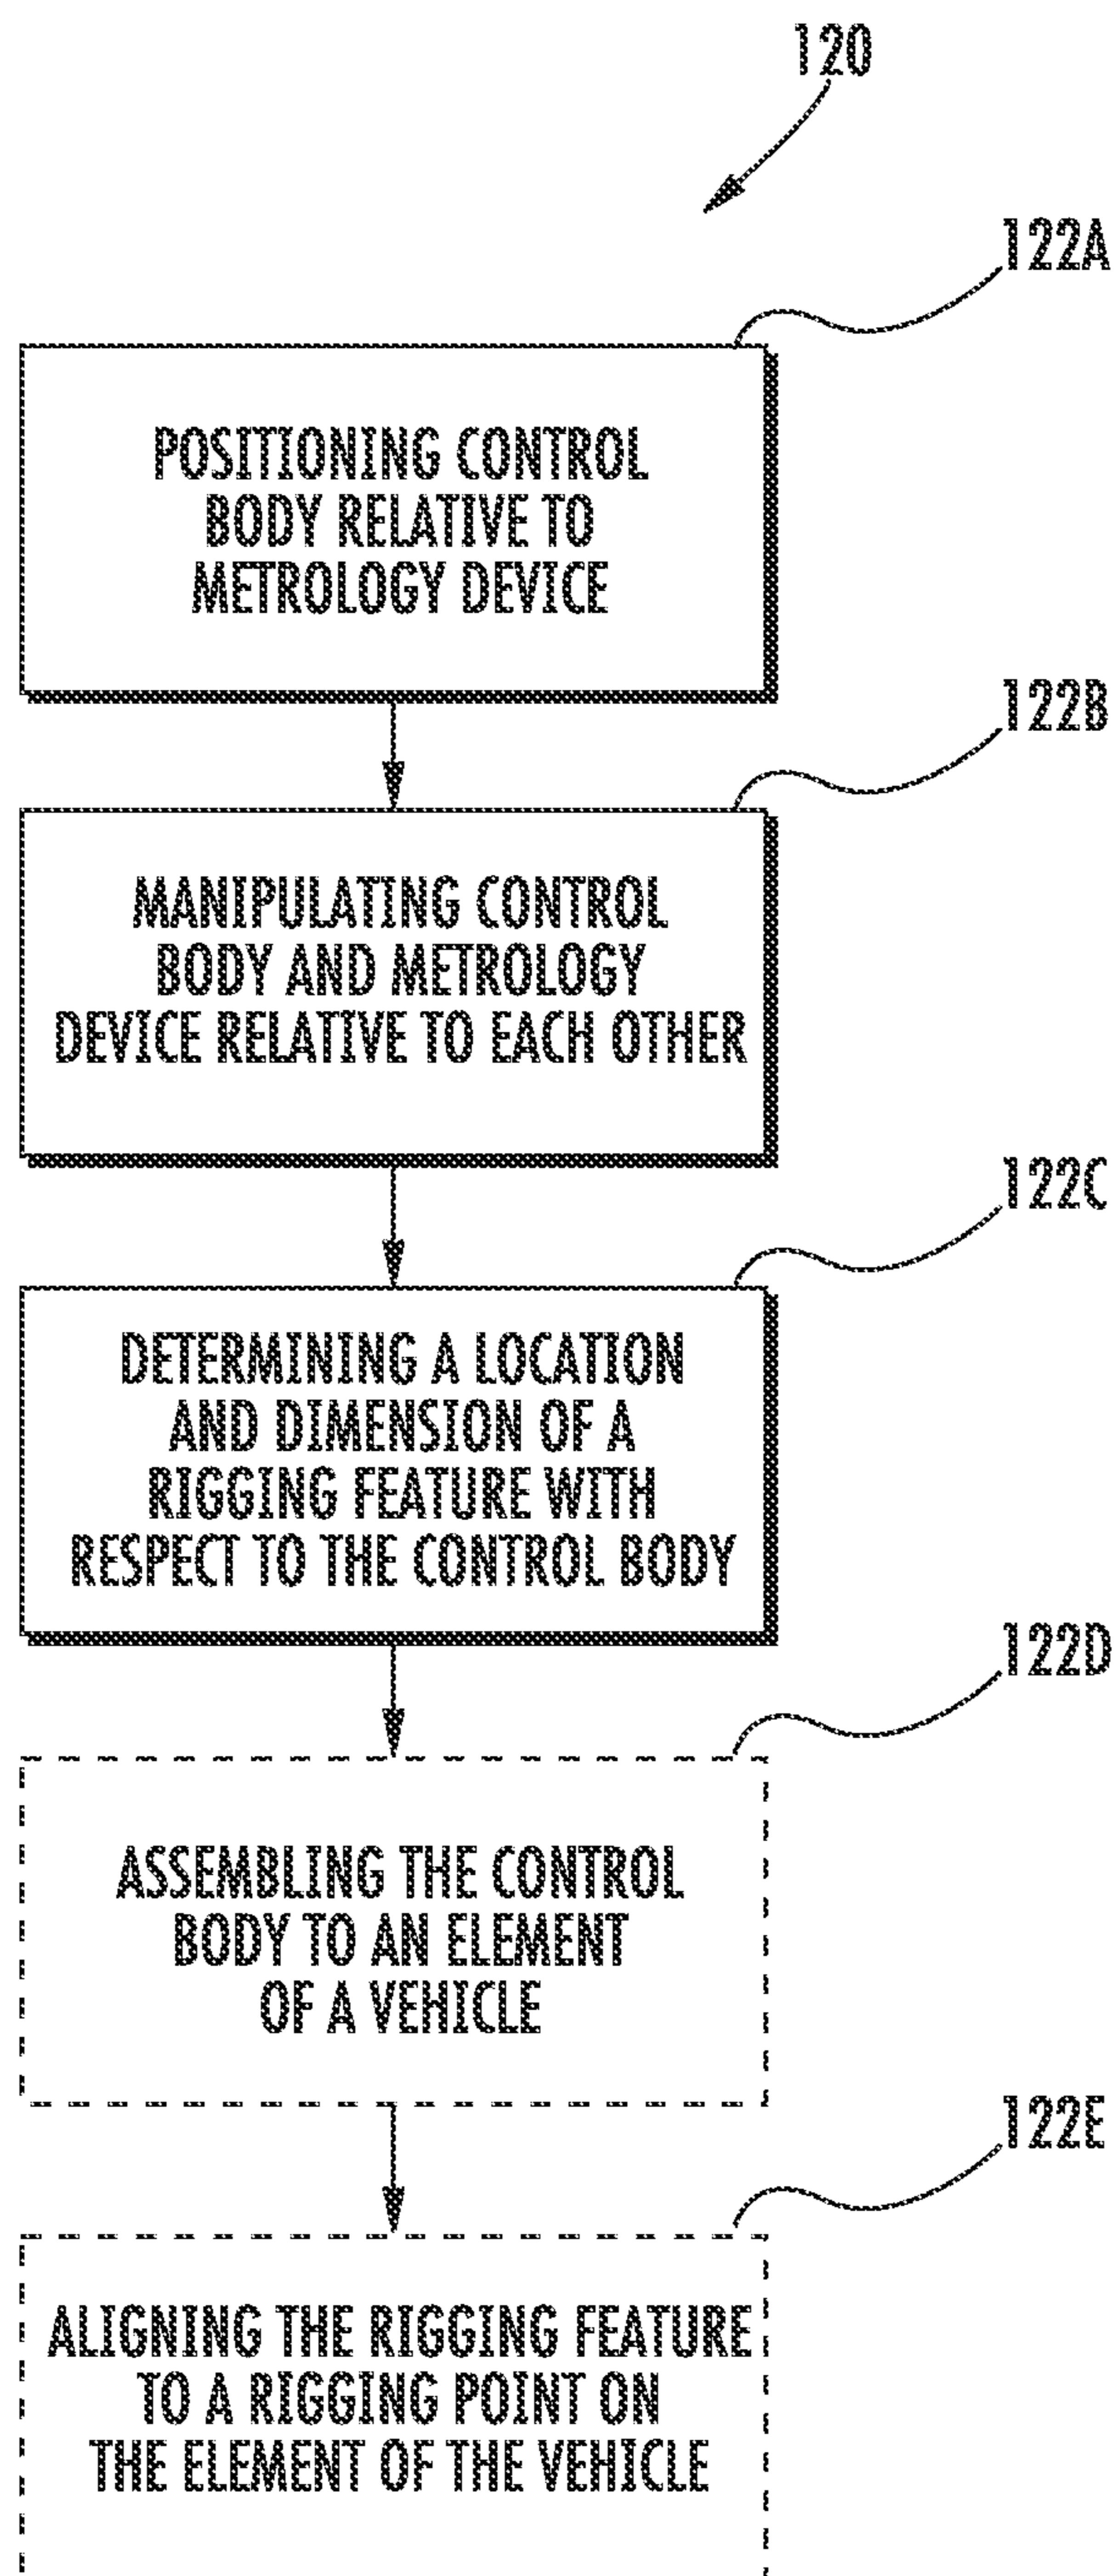 120
122A
POSITIONING CONTROL
BODY RELATIVE TO
METROLOGY DEVICE
122B
MANIPULATING CONTROL
BODY AND METROLOGY
DEVICE RELATIVE TO EACH OTHER
122C
DETERMINING A LOCATION
AND DIMENSION OF A
RIGGING FEATURE WITH
RESPECT TO THE CONTROL BODY
122D
ASSEMBLING THE CONTROL
BODY TO AN ELEMENT
OF A VEHICLE
122E
ALIGNING THE RIGGING FEATURE
TO A RIGGING POINT ON
THE ELEMENT OF THE VEHICLE